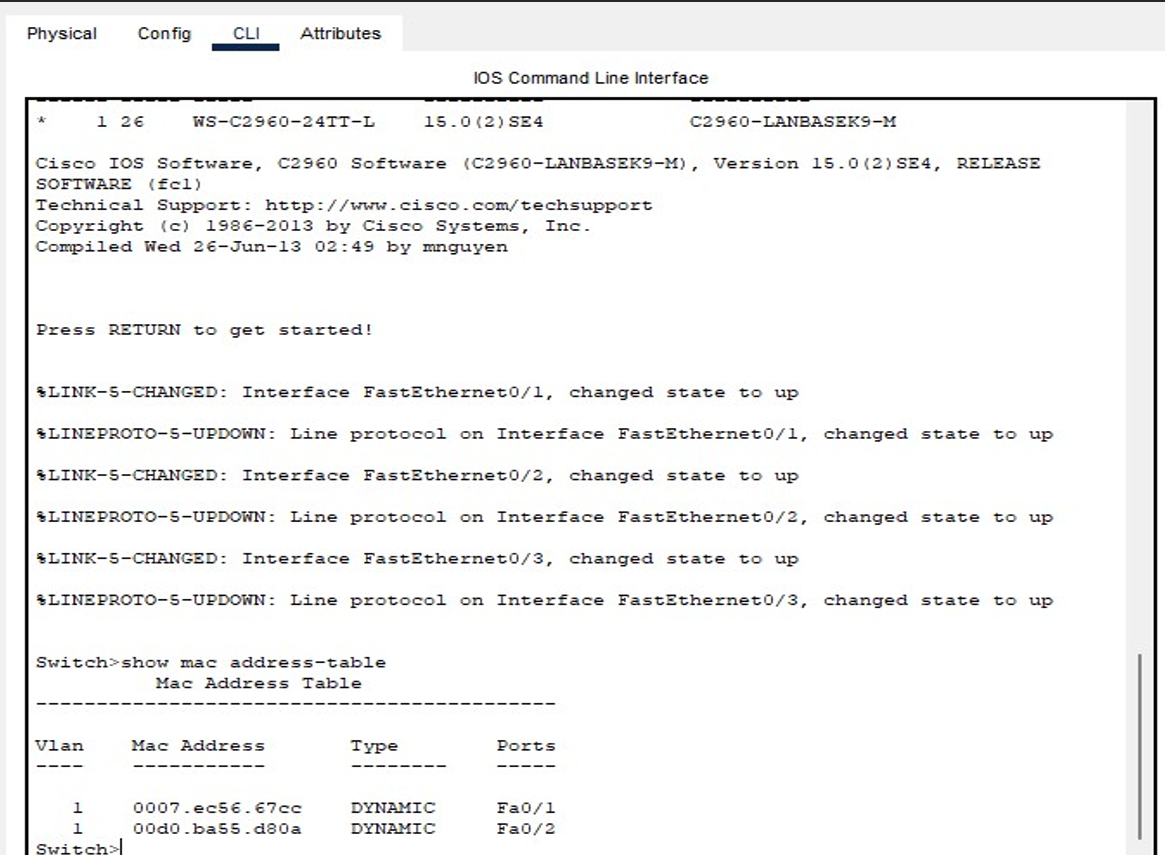 Physical Config CLI Attributes
IOS Command Line Interface
------ ----- ----- ---------- ----------
* 1 26 WS-C2960-24TT-L 15.0(2)SE4 C2960-LANBASEK9-M
Cisco IOS Software, C2960 Software (C2960-LANBASEK9-M), Version 15.0(2)SE4, RELEASE
SOFTWARE (fc1)
Technical Support: http://www.cisco.com/techsupport
Copyright (c) 1986-2013 by Cisco Systems, Inc.
Compiled Wed 26-Jun-13 02:49 by mnguyen
Press RETURN to get started!
%LINK-5-CHANGED: Interface FastEthernet0/1, changed state to up
%LINEPROTO-5-UPDOWN: Line protocol on Interface FastEthernet0/1, changed state to up
%LINK-5-CHANGED: Interface FastEthernet0/2, changed state to up
%LINEPROTO-5-UPDOWN: Line protocol on Interface FastEthernet0/2, changed state to up
%LINK-5-CHANGED: Interface FastEthernet0/3, changed state to up
%LINEPROTO-5-UPDOWN: Line protocol on Interface FastEthernet0/3, changed state to up
Switch>show mac address-table
Mac Address Table
-------------------------------------------
Vlan Mac Address Type Ports
---- ----------- -------- -----
1 0007.ec56.67cc DYNAMIC Fa0/1
1 00d0.ba55.d80a DYNAMIC Fa0/2
Switch>